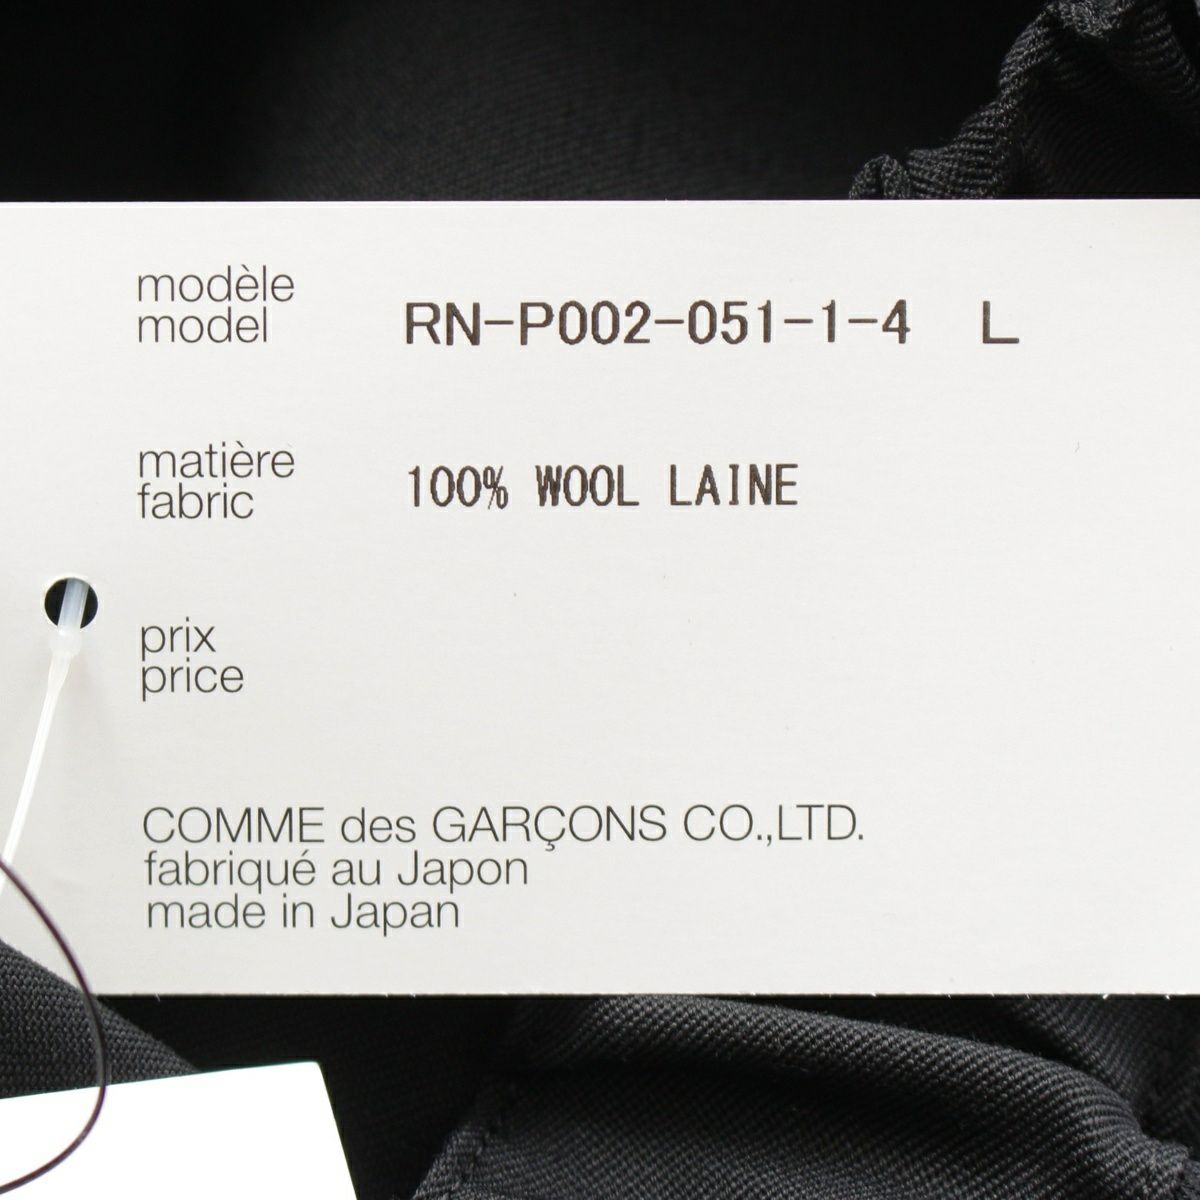 modèle
model
RN-P002-051-1-4 L
matière
fabric
100% WOOL LAINE
prix
price
COMME des GARÇONS CO.,LTD.
fabriqué au Japon
made in Japan